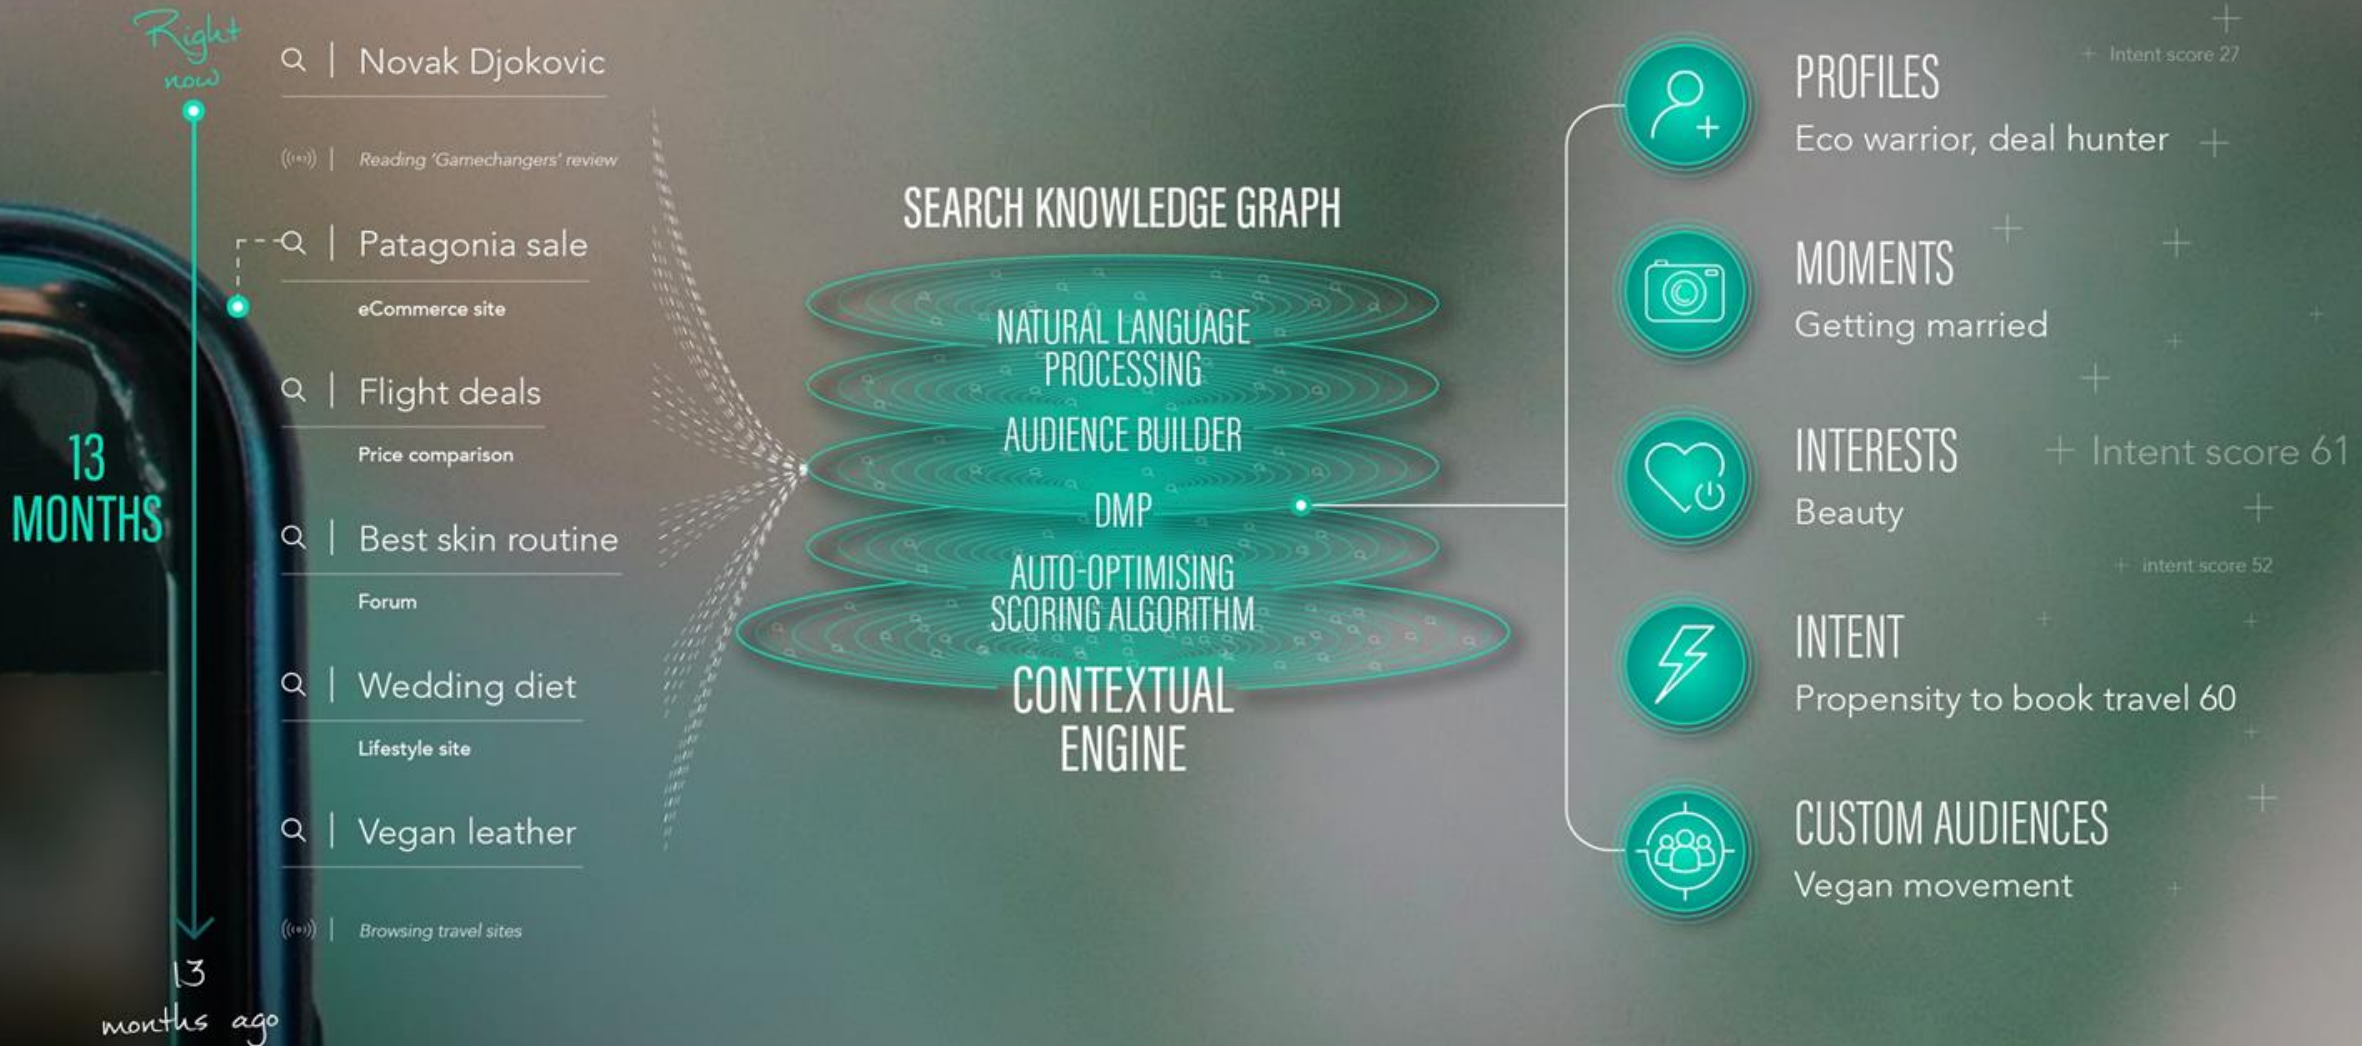 Right
now
Novak Djokovic
Reading 'Gamechangers' review
Patagonia sale
eCommerce site
Flight deals
Price comparison
13
MONTHS
Best skin routine
Forum
Wedding diet
Lifestyle site
Vegan leather
Browsing travel sites
13
months ago
SEARCH KNOWLEDGE GRAPH
NATURAL LANGUAGE
PROCESSING
AUDIENCE BUILDER
DMP
AUTO-OPTIMISING
SCORING ALGORITHM
CONTEXTUAL
ENGINE
PROFILES
Eco warrior, deal hunter
MOMENTS
Getting married
INTERESTS
Beauty
INTENT
Propensity to book travel 60
CUSTOM AUDIENCES
Vegan movement
+ Intent score 27
+ Intent score 61
+ intent score 52